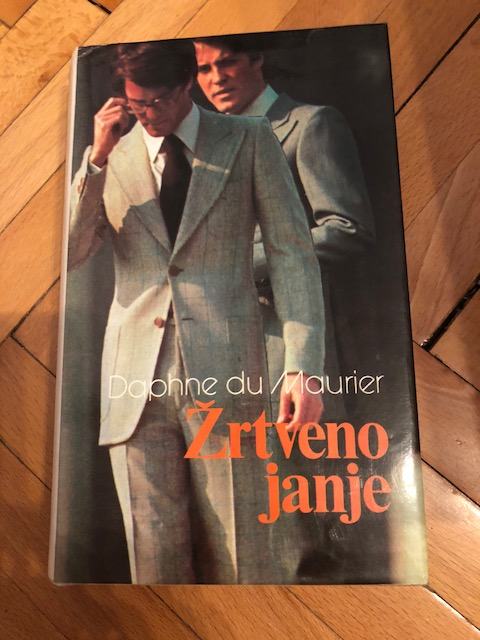 Daphne du Maurier
Žrtveno
janje